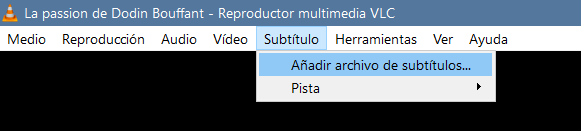 La passion de Dodin Bouffant - Reproductor multimedia VLC
Medio Reproducción Audio Vídeo Subtítulo Herramientas Ver Ayuda
Añadir archivo de subtítulos...
Pista